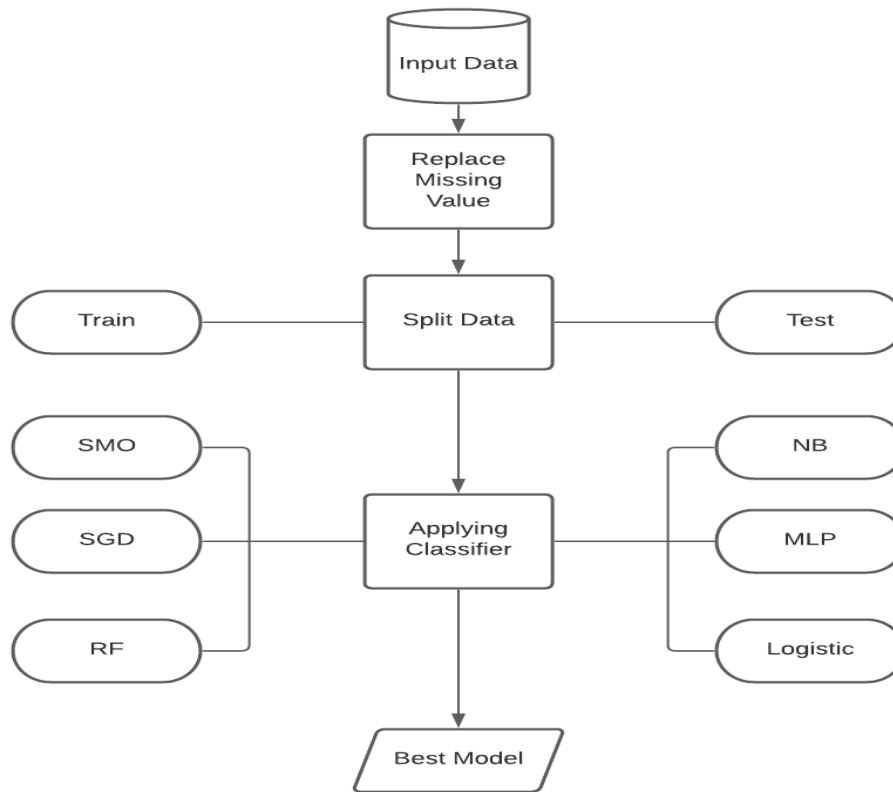 Input Data
Replace
Missing
Value
Train
Split Data
Test
SMO
NB
SGD
Applying
Classifier
MLP
RF
Logistic
Best Model